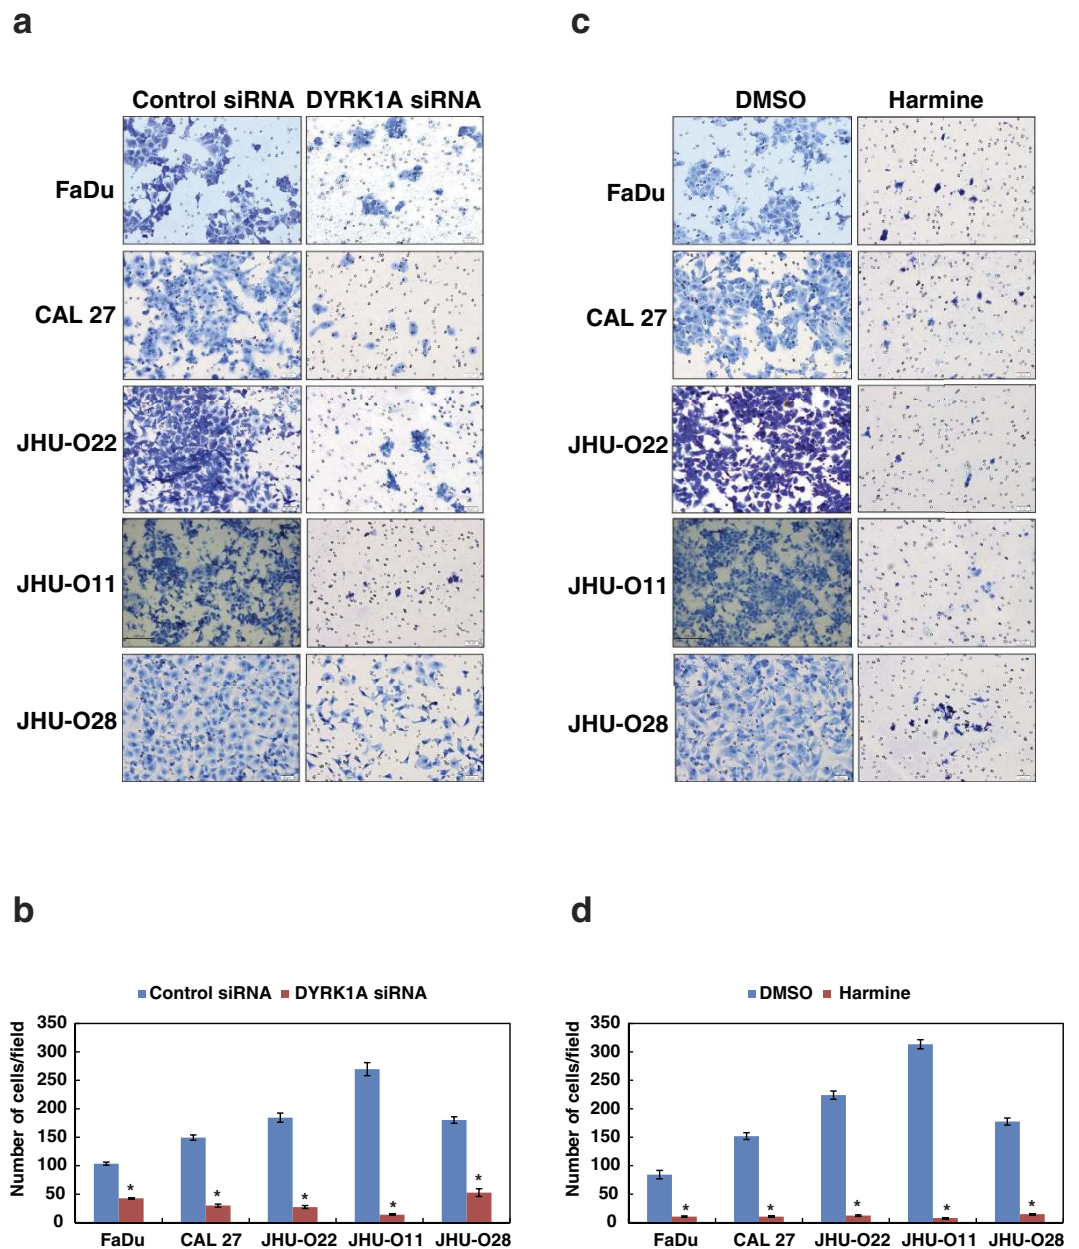 a
Control siRNA DYRK1A siRNA
FaDu
CAL 27
JHU-O22
JHU-O11
JHU-O28
b
Control siRNA DYRK1A siRNA
Number of cells/field
350
300
250
200
150
100
50
0
* * * * *
FaDu CAL 27 JHU-O22 JHU-O11 JHU-O28
c
DMSO Harmine
FaDu
CAL 27
JHU-O22
JHU-O11
JHU-O28
d
DMSO Harmine
Number of cells/field
350
300
250
200
150
100
50
0
* * * * *
FaDu CAL 27 JHU-O22 JHU-O11 JHU-O28